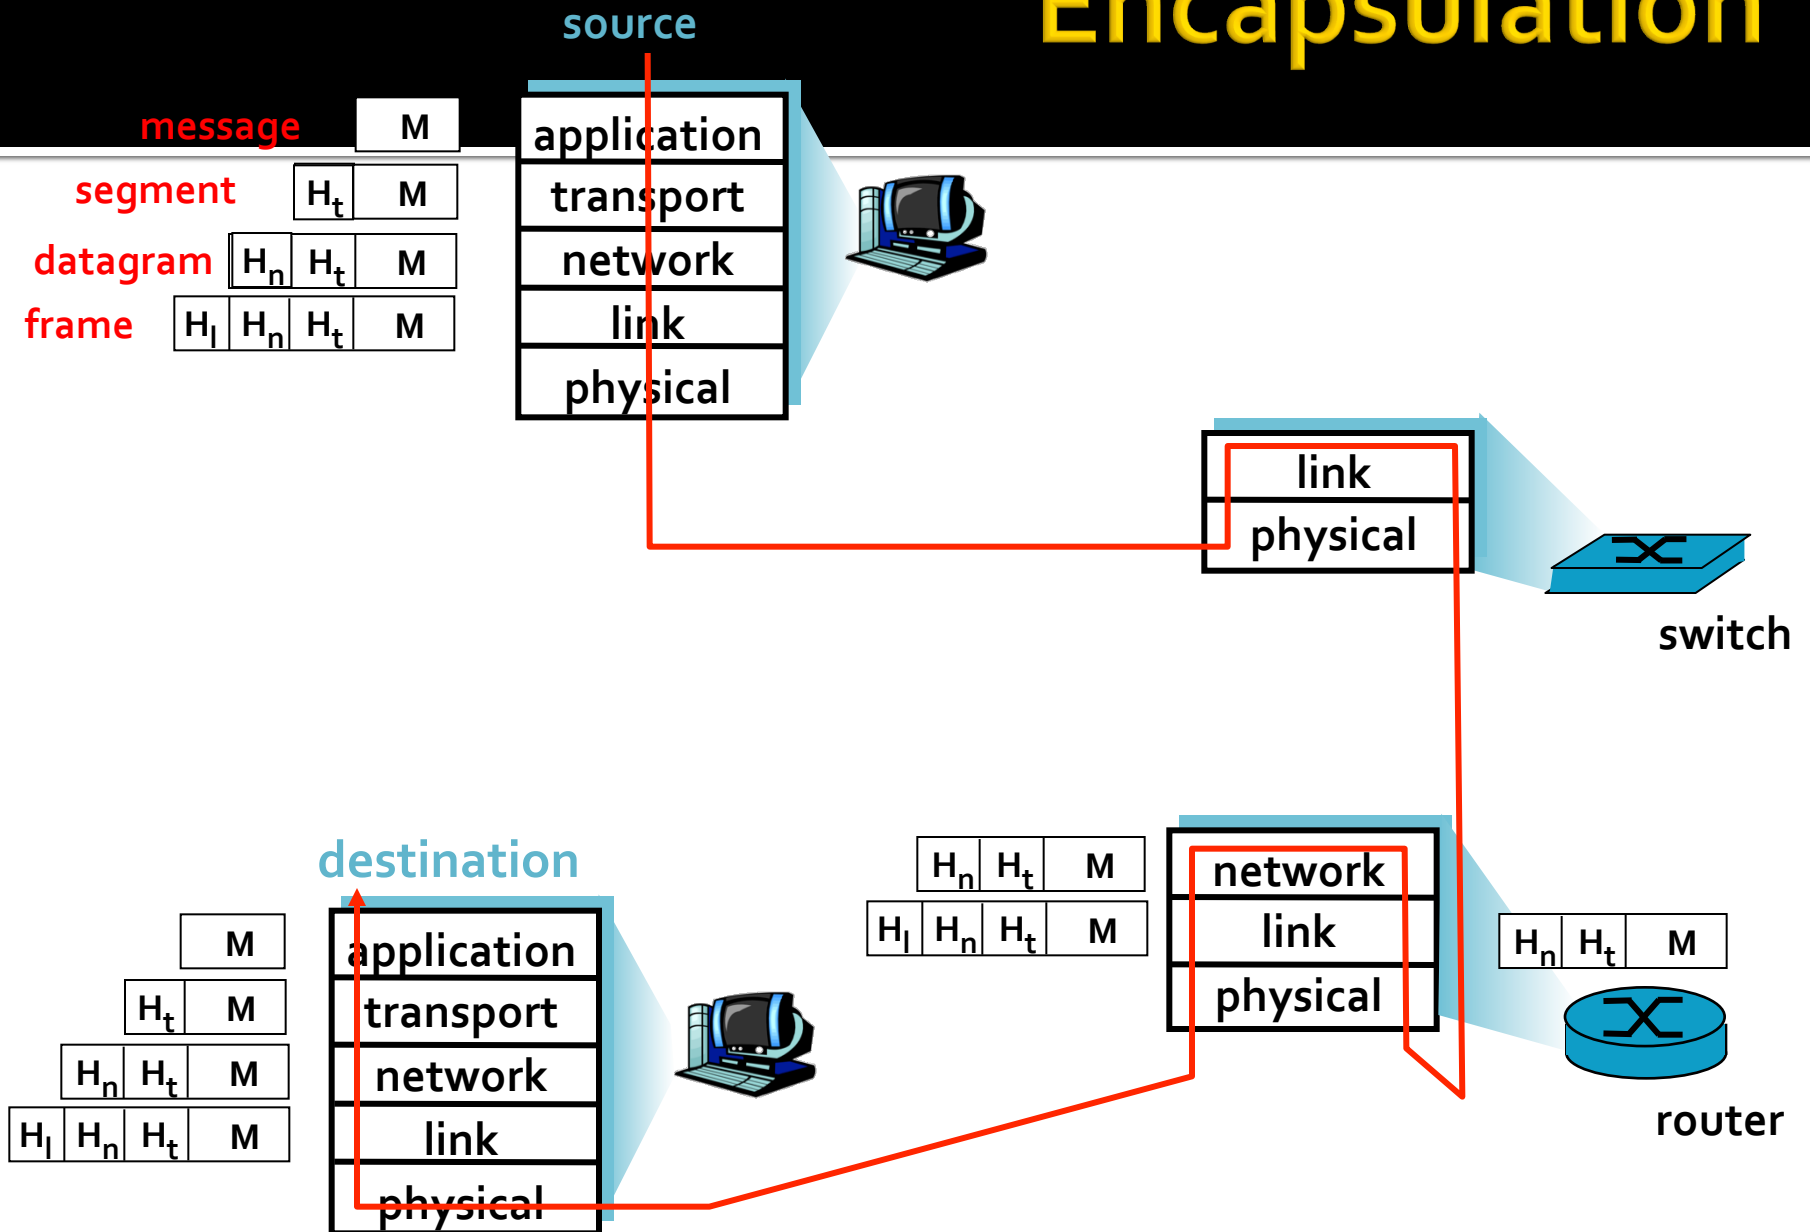 Encapsulation
source
message M
segment Ht M
datagram Hn Ht M
frame Hl Hn Ht M
application
transport
network
link
physical
link
physical
switch
destination
M
Ht M
Hn Ht M
Hl Hn Ht M
application
transport
network
link
physical
Hn Ht M
Hl Hn Ht M
network
link
physical
Hn Ht M
router